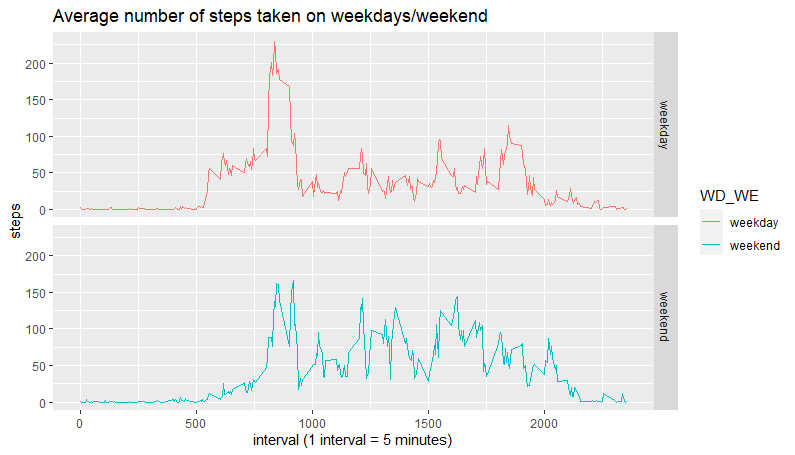 Average number of steps taken on weekdays/weekend
steps
200
150
100
50
0
weekday
200
150
100
50
0
weekend
0 500 1000 1500 2000
interval (1 interval = 5 minutes)
WD_WE
weekday
weekend